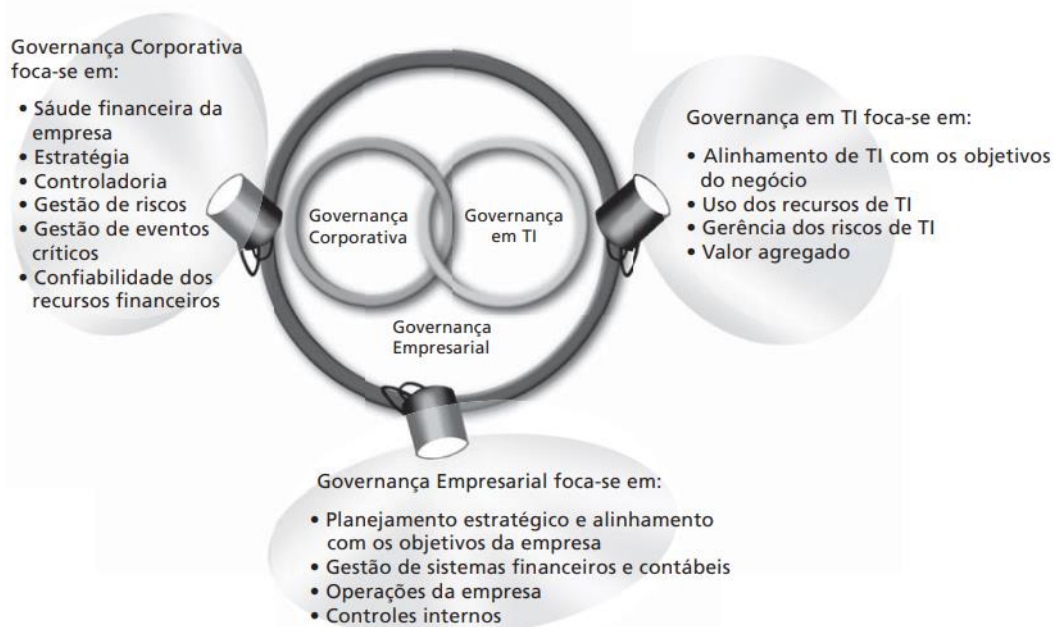 Governança Corporativa
foca-se em:
• Sáude financeira da
empresa
• Estratégia
• Controladoria
• Gestão de riscos
• Gestão de eventos
críticos
• Confiabilidade dos
recursos financeiros
Governança
Corporativa
Governança
em TI
Governança
Empresarial
Governança em TI foca-se em:
• Alinhamento de TI com os objetivos
do negócio
• Uso dos recursos de TI
• Gerência dos riscos de TI
• Valor agregado
Governança Empresarial foca-se em:
• Planejamento estratégico e alinhamento
com os objetivos da empresa
• Gestão de sistemas financeiros e contábeis
• Operações da empresa
• Controles internos